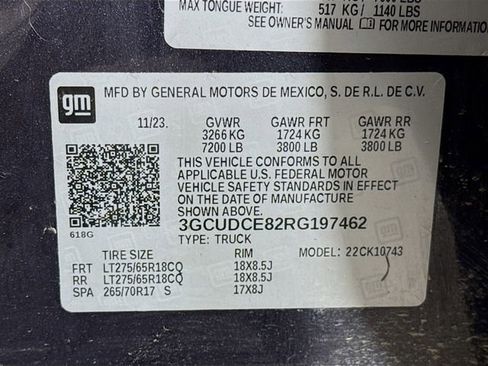 MAX TONGUE WEIGHT:
517 KG / 1140 LBS
SEE OWNER'S MANUAL FOR MORE INFORMATION
gm
MFD BY GENERAL MOTORS DE MEXICO, S. DE R.L. DE C.V.
11/23. GVWR GAWR FRT GAWR RR
3266 KG 1724 KG 1724 KG
7200 LB 3800 LB 3800 LB
THIS VEHICLE CONFORMS TO ALL
APPLICABLE U.S. FEDERAL MOTOR
VEHICLE SAFETY STANDARDS IN EFFECT
ON THE DATE OF MANUFACTURE
SHOWN ABOVE.
3GCUDCE82RG197462
618G
TYPE: TRUCK
TIRE SIZE RIM MODEL: 22CK10743
FRT LT275/65R18CQ 18X8.5J
RR LT275/65R18CQ 18X8.5J
SPA 265/70R17 S 17X8J